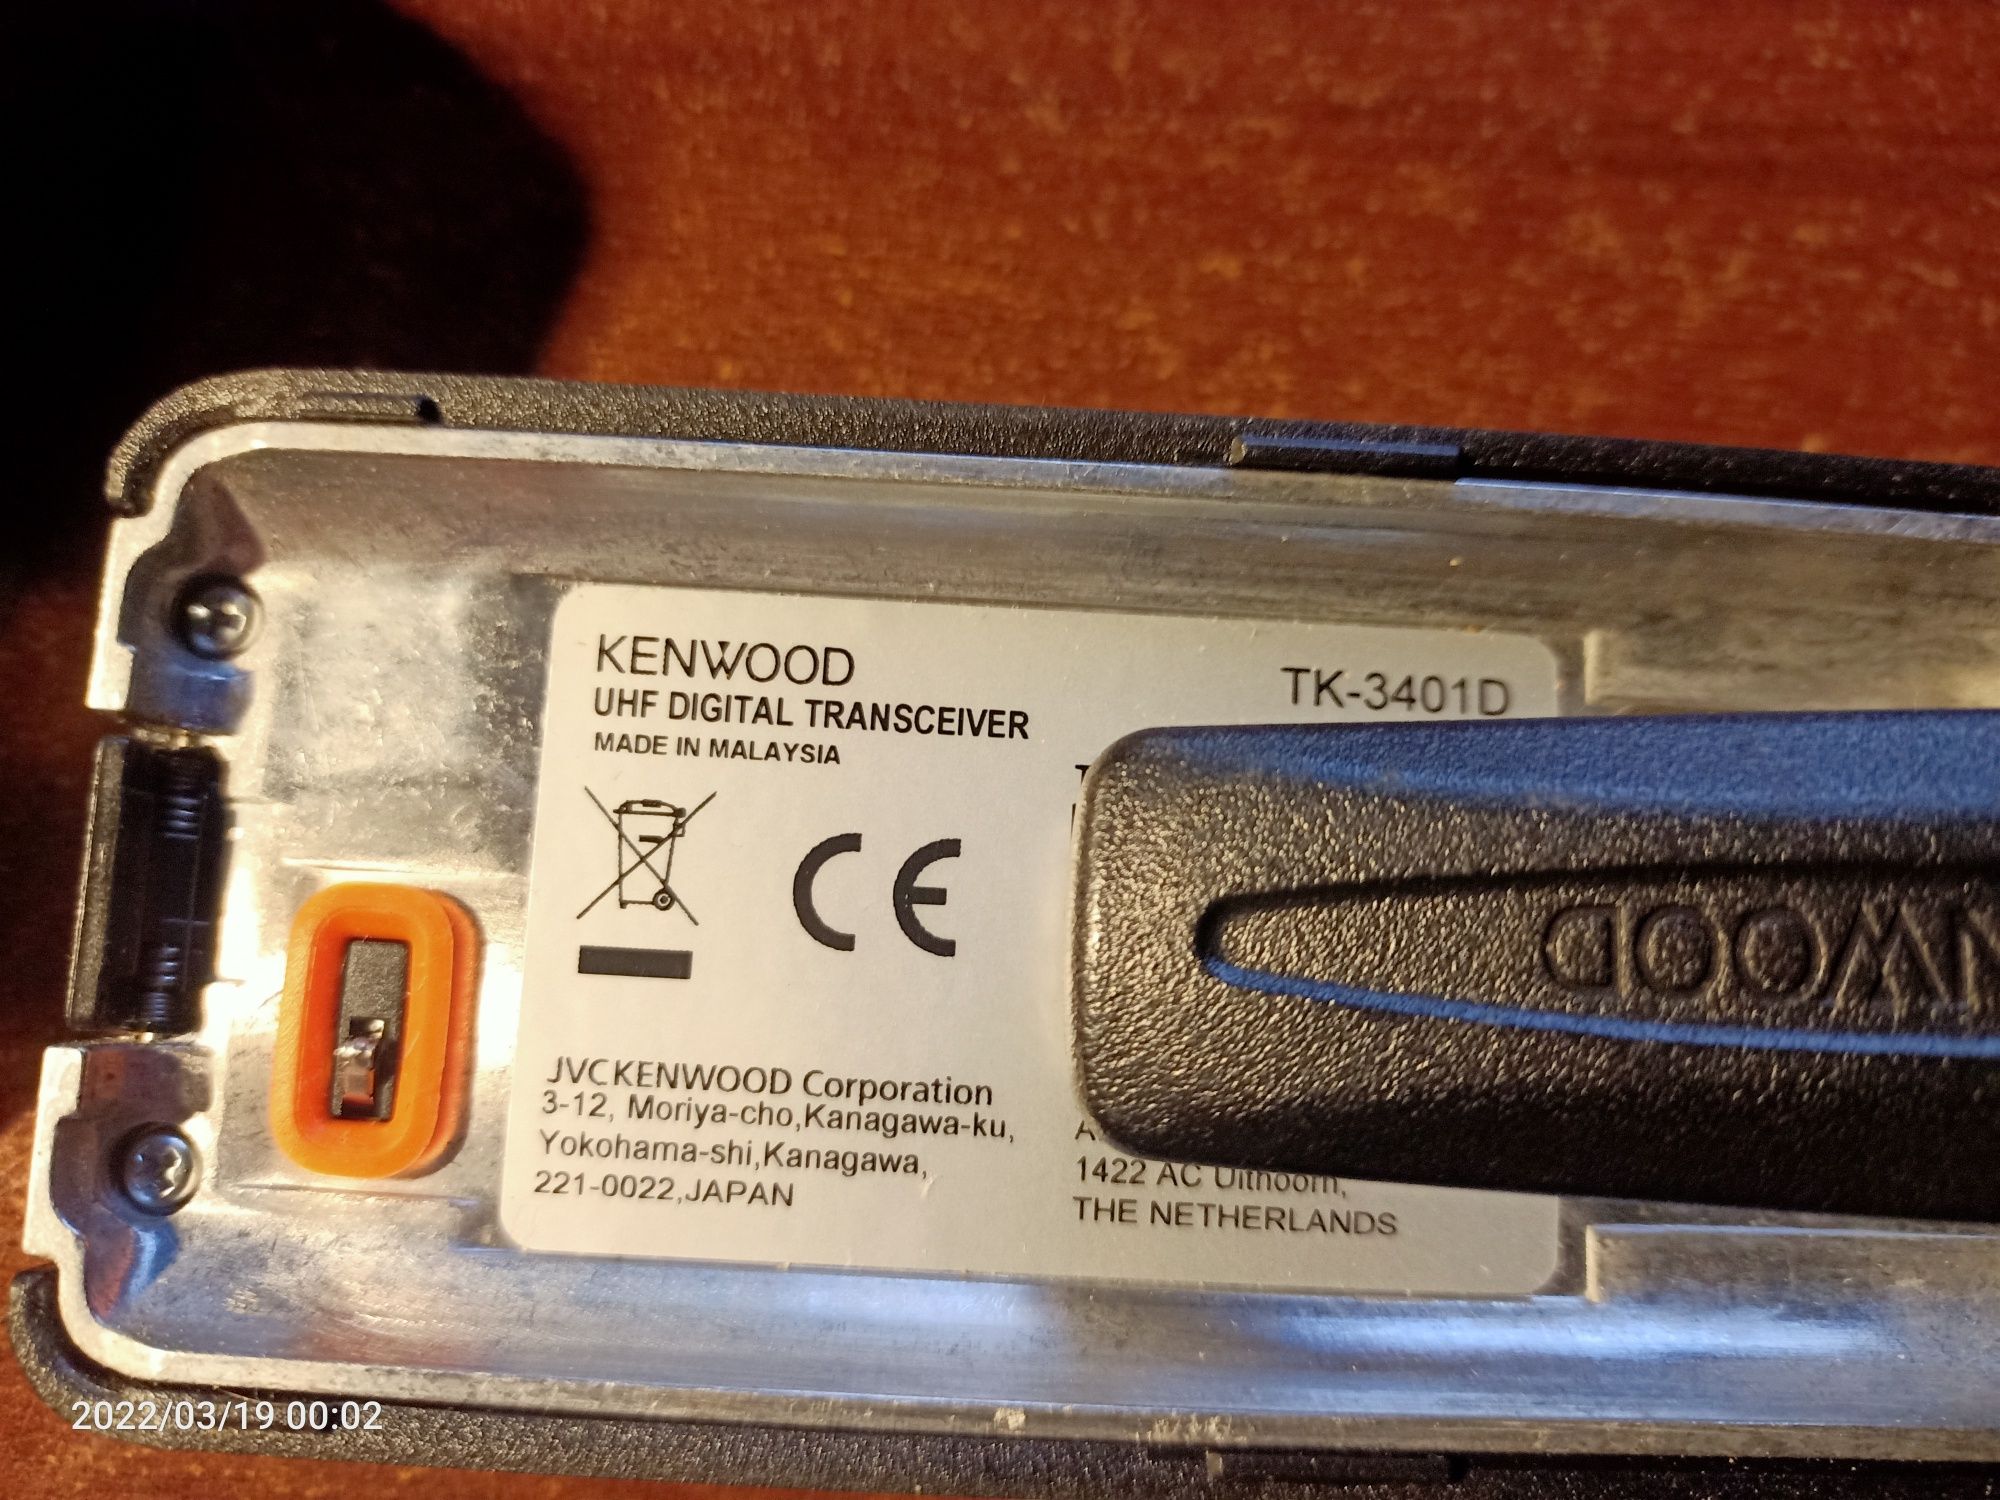 KENWOOD
TK-3401D
UHF DIGITAL TRANSCEIVER
MADE IN MALAYSIA
CE
JVCKENWOOD Corporation
3-12, Moriya-cho,Kanagawa-ku,
Yokohama-shi,Kanagawa,
221-0022,JAPAN
1422 AC Uithoorn,
THE NETHERLANDS
NWOOD
2022/03/19 00:02